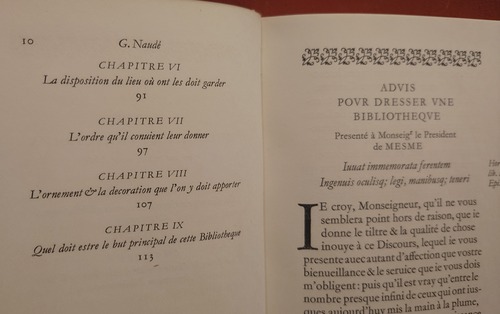 10
G. Naudé
CHAPITRE VI
La disposition du lieu où ont les doit garder
91
CHAPITRE VII
L'ordre qu'il conuient leur donner
97
CHAPITRE VIII
L'ornement & la decoration que l'on y doit apporter
107
CHAPITRE IX
Quel doit estre le but principal de cette Bibliotheque
113
ADUIS
POVR DRESSER VNE
BIBLIOTHEQVE
Presenté à Monseigr le President
de MESME
Iuuat immemorata ferentem
Ingenuis oculisq; legi, manibusq; teneri
IE croy, Monseigneur, qu'il ne vous
semblera point hors de raison, que ie
donne le tiltre & la qualité de chose
inouye à ce Discours, lequel ie vous
presente auec autant d'affection que vostre
bienueillance & le seruice que ie vous dois
m'obligent: puis qu'il est vray qu'entre le
nombre presque infini de ceux qui ont ius-
ques aujourd'huy mis la main à la plume,